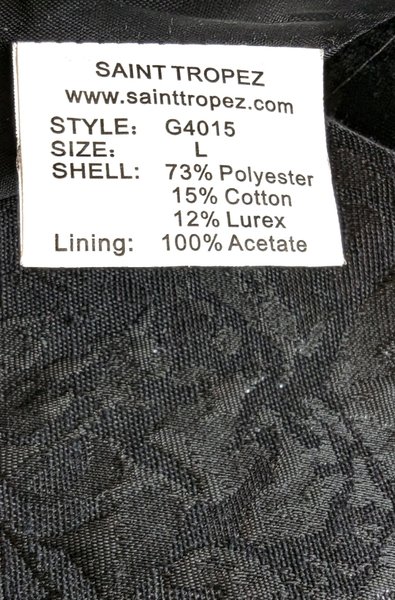 SAINT TROPEZ
www.sainttropez.com
STYLE: G4015
SIZE: L
SHELL: 73% Polyester
15% Cotton
12% Lurex
Lining: 100% Acetate